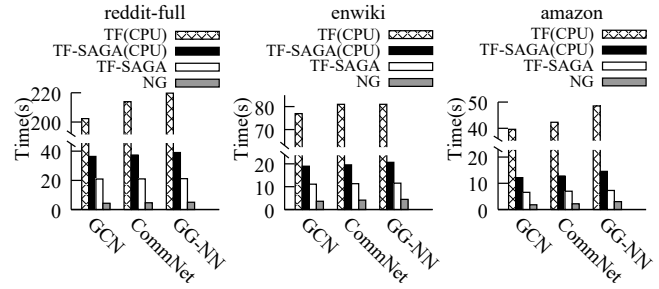 reddit-full
TF(CPU)
TF-SAGA(CPU)
TF-SAGA
NG
220
200
40
20
0
Time(s)
GCN
CommNet
GG-NN
enwiki
TF(CPU)
TF-SAGA(CPU)
TF-SAGA
NG
80
70
20
10
0
Time(s)
GCN
CommNet
GG-NN
amazon
TF(CPU)
TF-SAGA(CPU)
TF-SAGA
NG
50
40
20
10
0
Time(s)
GCN
CommNet
GG-NN